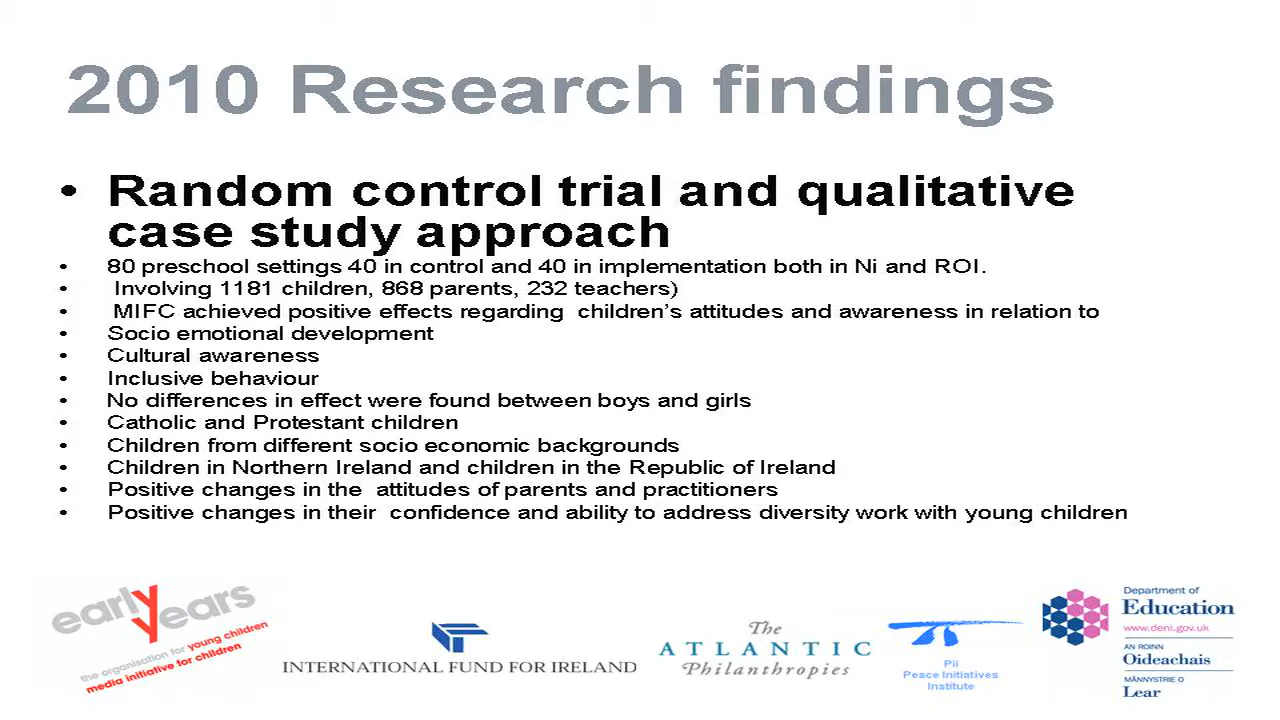 2010 Research findings
• Random control trial and qualitative
case study approach
• 80 preschool settings 40 in control and 40 in implementation both in Ni and ROI.
• Involving 1181 children, 868 parents, 232 teachers)
• MIFC achieved positive effects regarding children's attitudes and awareness in relation to
• Socio emotional development
• Cultural awareness
• Inclusive behaviour
• No differences in effect were found between boys and girls
• Catholic and Protestant children
• Children from different socio economic backgrounds
• Children in Northern Ireland and children in the Republic of Ireland
• Positive changes in the attitudes of parents and practitioners
• Positive changes in their confidence and ability to address diversity work with young children
early years
the organisation for young children
media initiative for children
INTERNATIONAL FUND FOR IRELAND
The
ATLANTIC
Philanthropies
Pii
Peace Initiatives
Institute
Department of
Education
www.deni.gov.uk
AN ROINN
Oideachais
MÄNNYSTRIE O
Lear